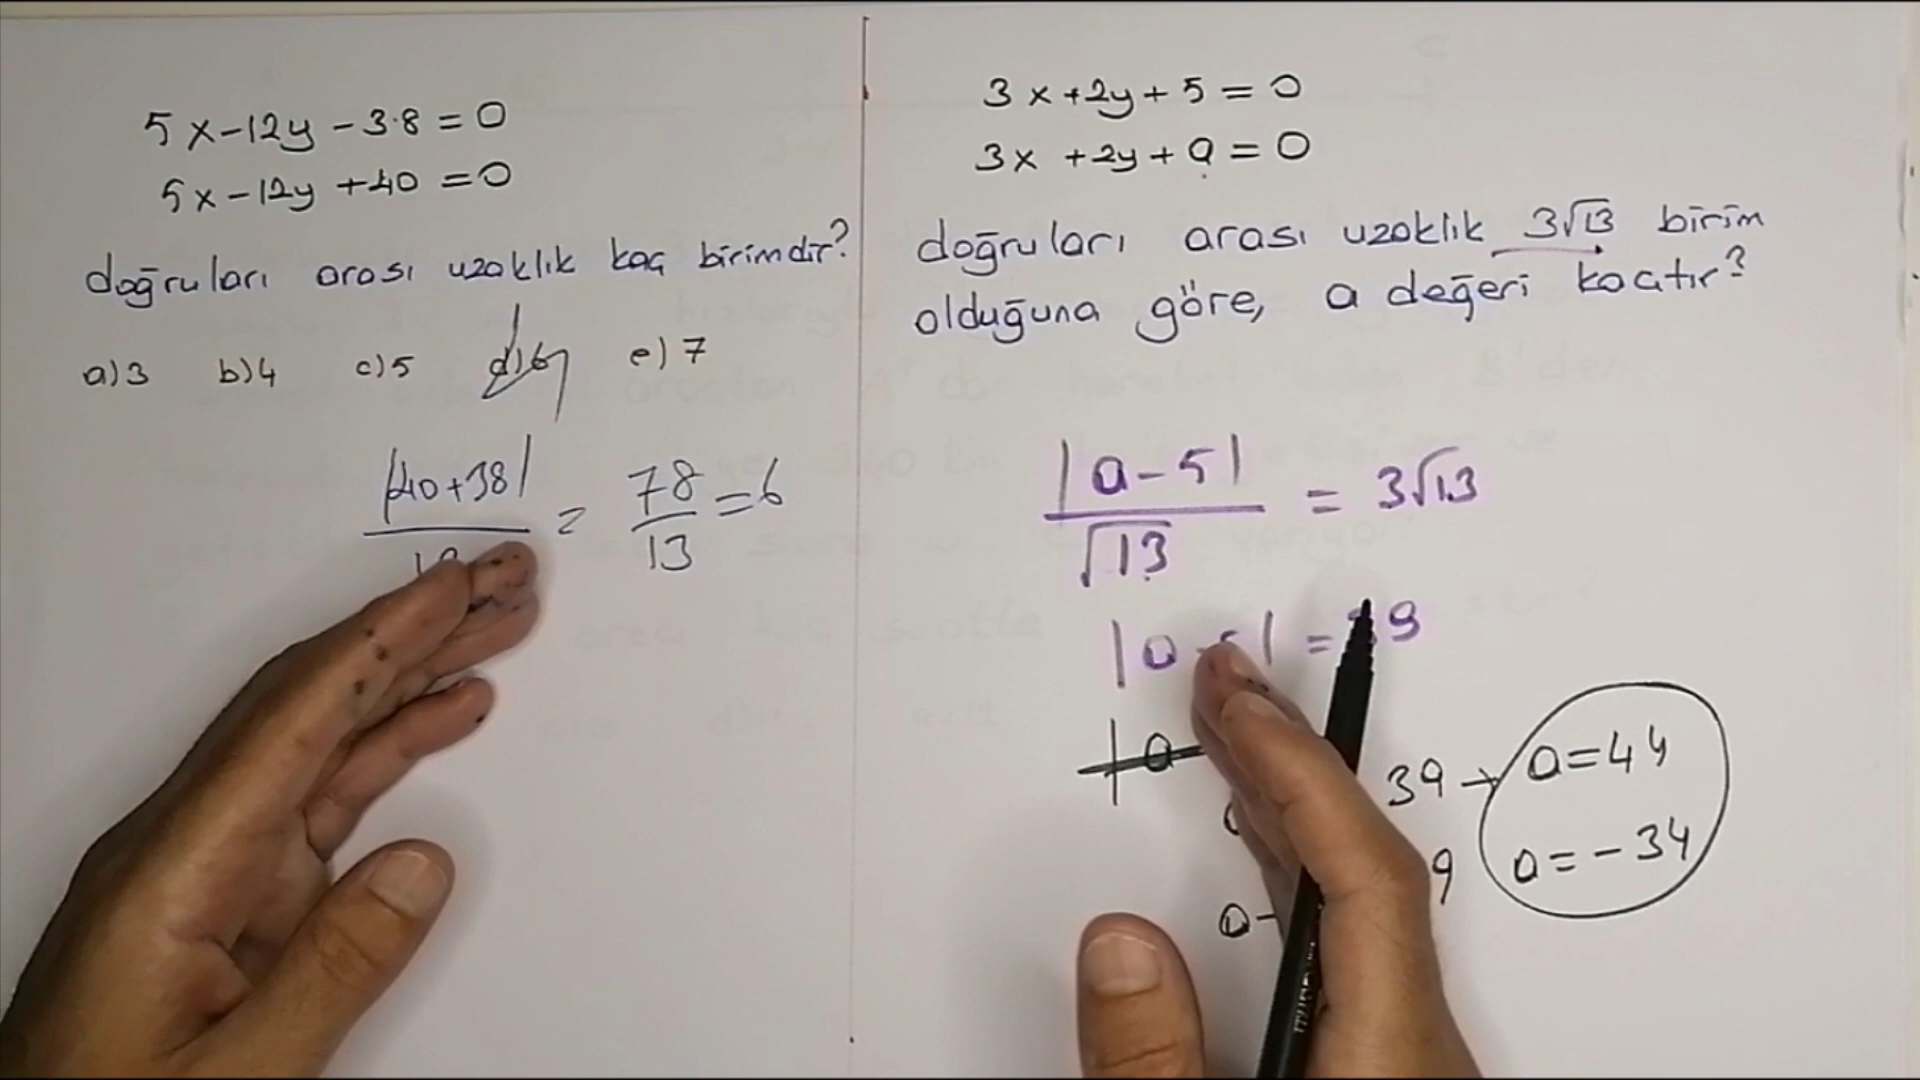 5x-12y-3.8=0
5x-12y+40=0
doğruları arası uzaklık kaç birimdir?
a)3 b)4 c)5 d)6 e)7
|40+38| / = 78/13 = 6
3x+2y+5=0
3x+2y+a=0
doğruları arası uzaklık 3√13 birim
olduğuna göre, a değeri kaçtır?
|a-5|/√13 = 3√13
|a = 9
|a
39 → a=44
9 a=-34
a-